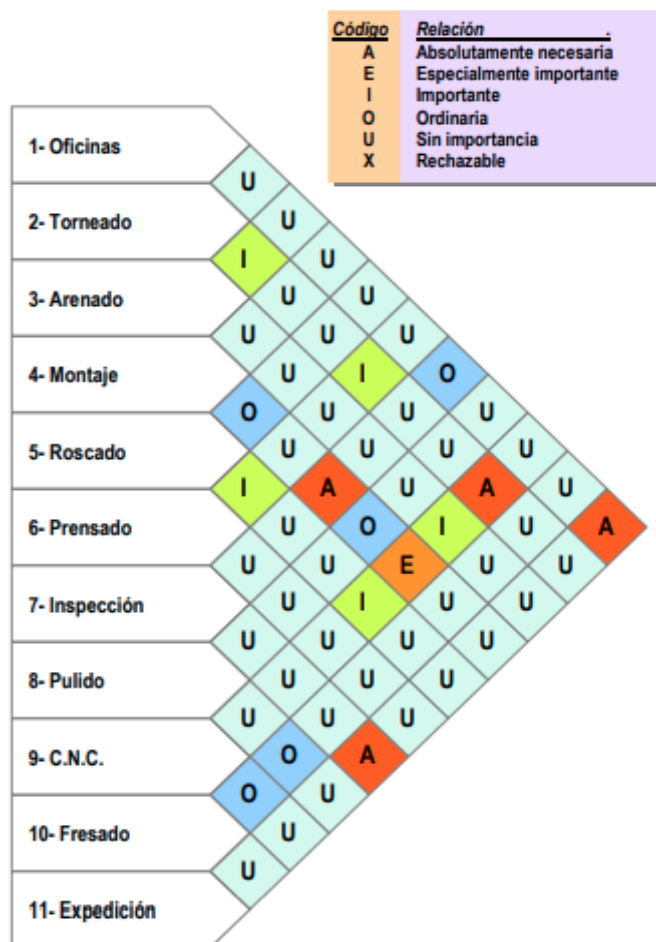 Código Relación .
A Absolutamente necesaria
E Especialmente importante
I Importante
O Ordinaria
U Sin importancia
X Rechazable
1- Oficinas
U
2- Torneado U
I U
3- Arenado U U
U U U
4- Montaje U I O
O U U U
5- Roscado U U U U
I A U A U
6- Prensado U O I U A
U U E U U
7- Inspección U I U U
U U U U
8- Pulido U U U
U U U
9- C.N.C. O A
O U
10- Fresado U
U
11- Expedición